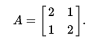 A = [2 1
1 2].